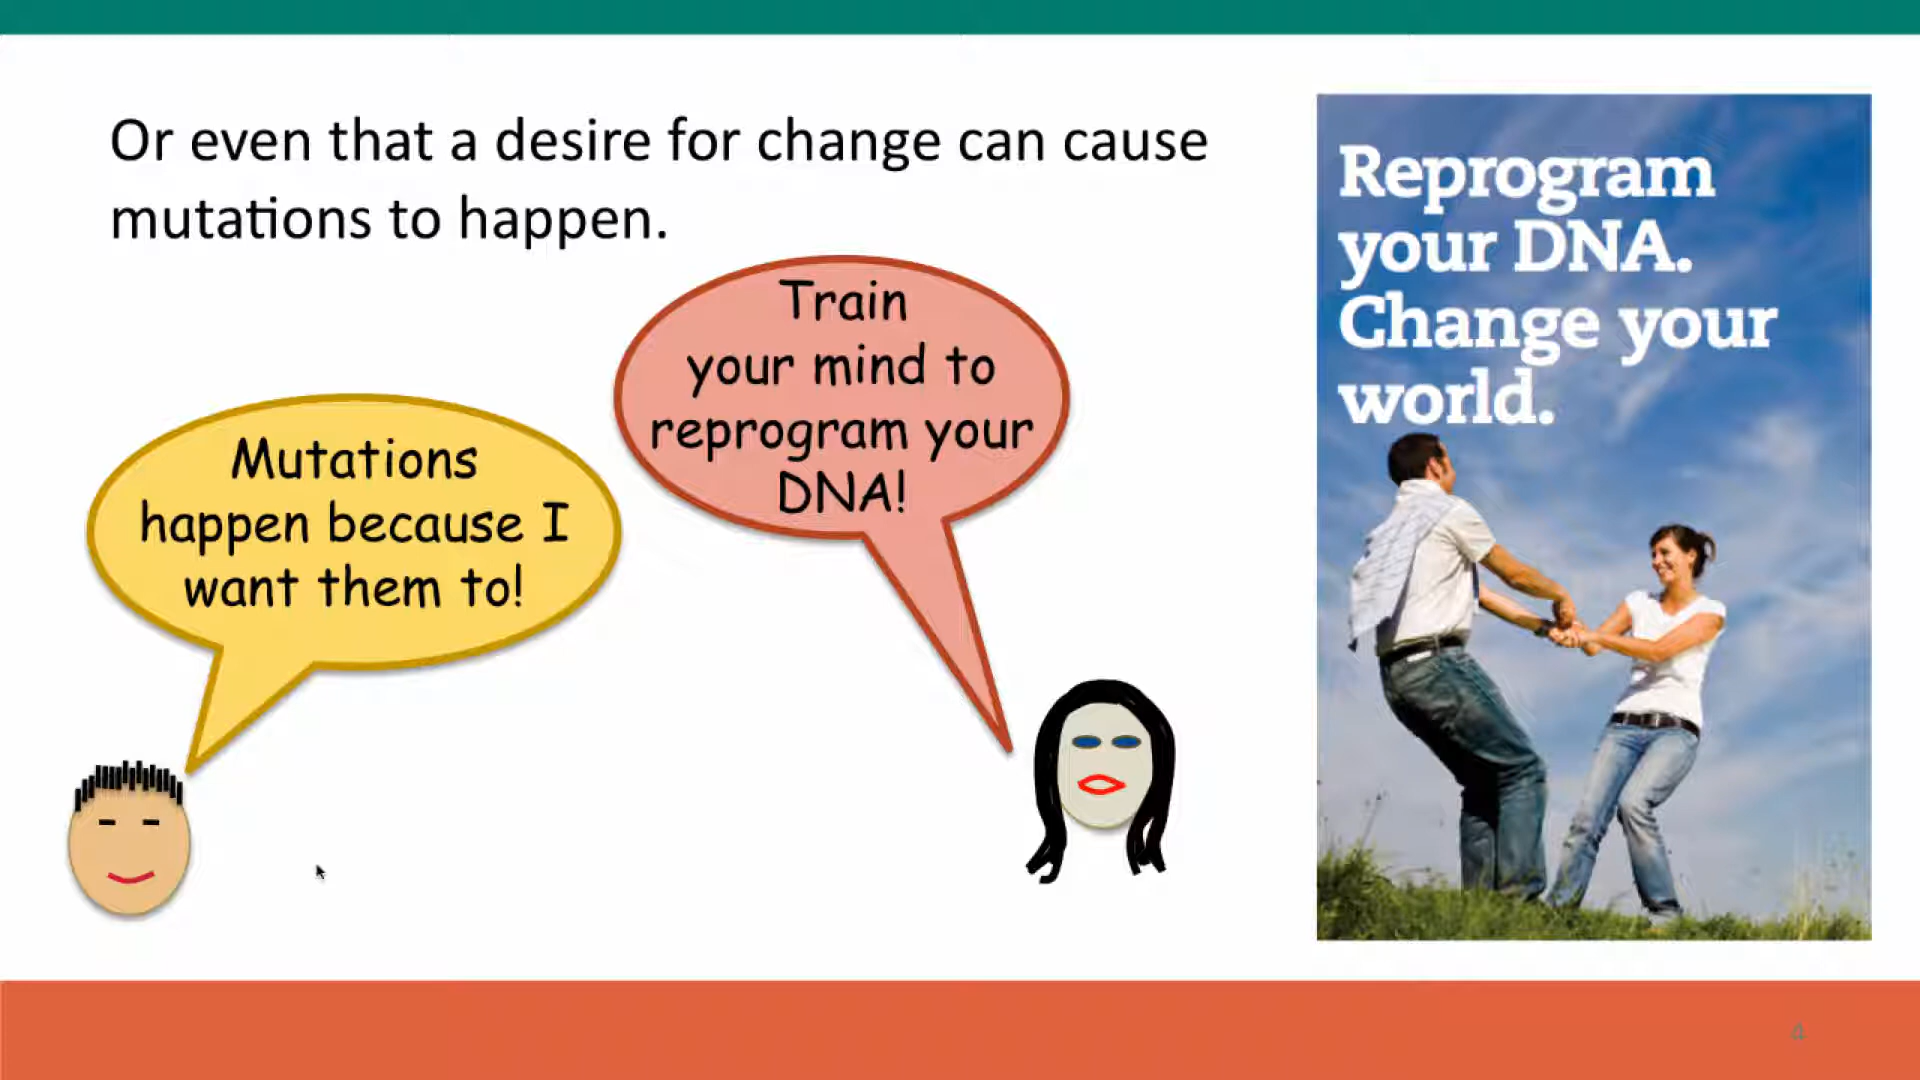 Or even that a desire for change can cause
mutations to happen.
Train
your mind to
reprogram your
DNA!
Mutations
happen because I
want them to!
Reprogram
your DNA.
Change your
world.
4